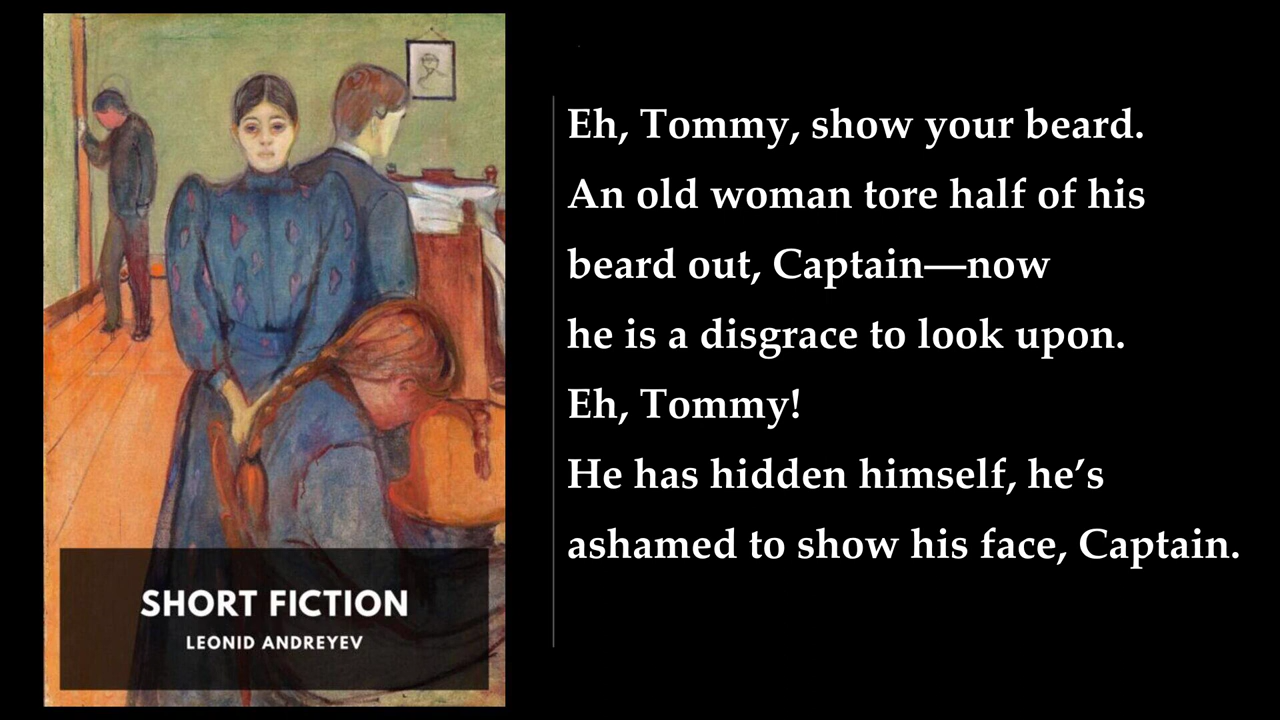 SHORT FICTION
LEONID ANDREYEV
Eh, Tommy, show your beard.
An old woman tore half of his
beard out, Captain—now
he is a disgrace to look upon.
Eh, Tommy!
He has hidden himself, he’s
ashamed to show his face, Captain.